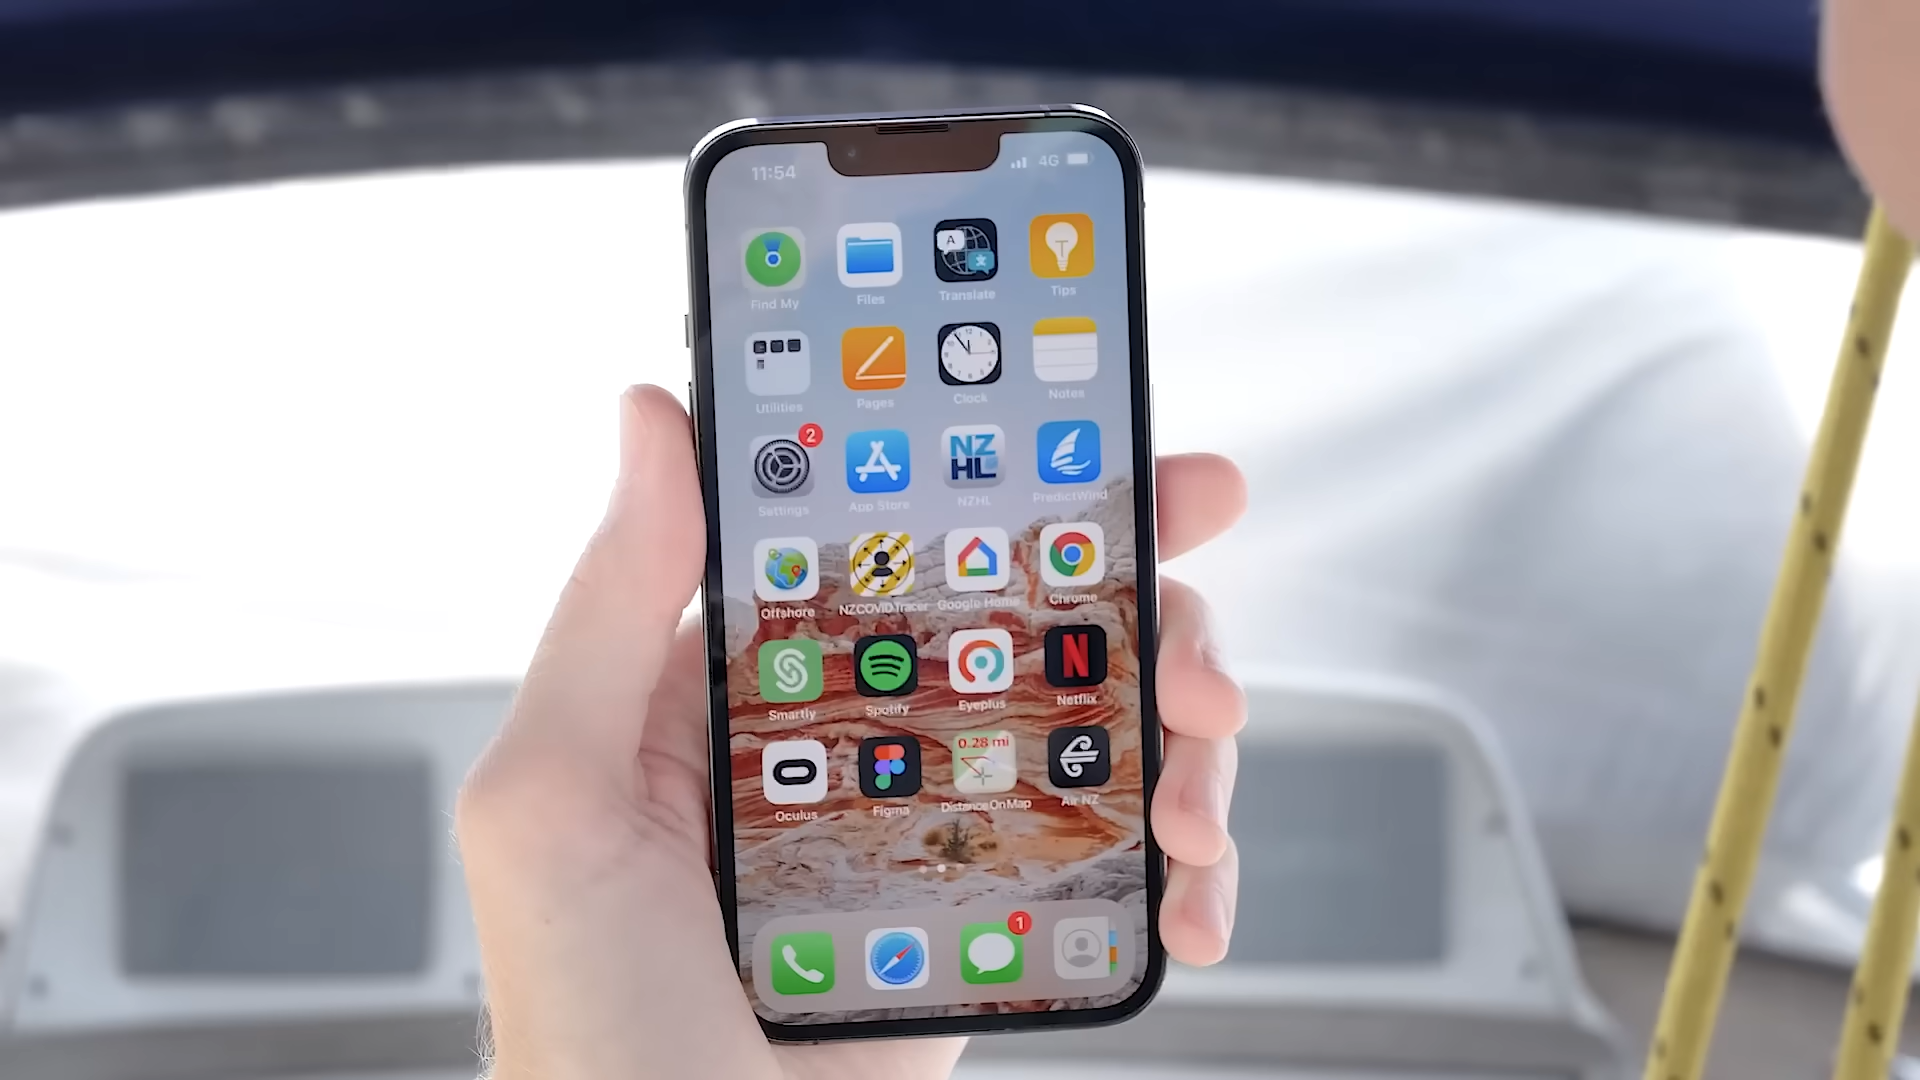 11:54
4G
Find My
Files
A
Translate
Tips
Utilities
Pages
Clock
Notes
2
Settings
App Store
NZ
HL
NZHL
PredictWind
Offshore
NZCOVIDTracer
Google Home
Chrome
Smartly
Spotify
Eyeplus
N
Netflix
Oculus
Figma
0.28 mi
DistanceOnMap
Air NZ
1